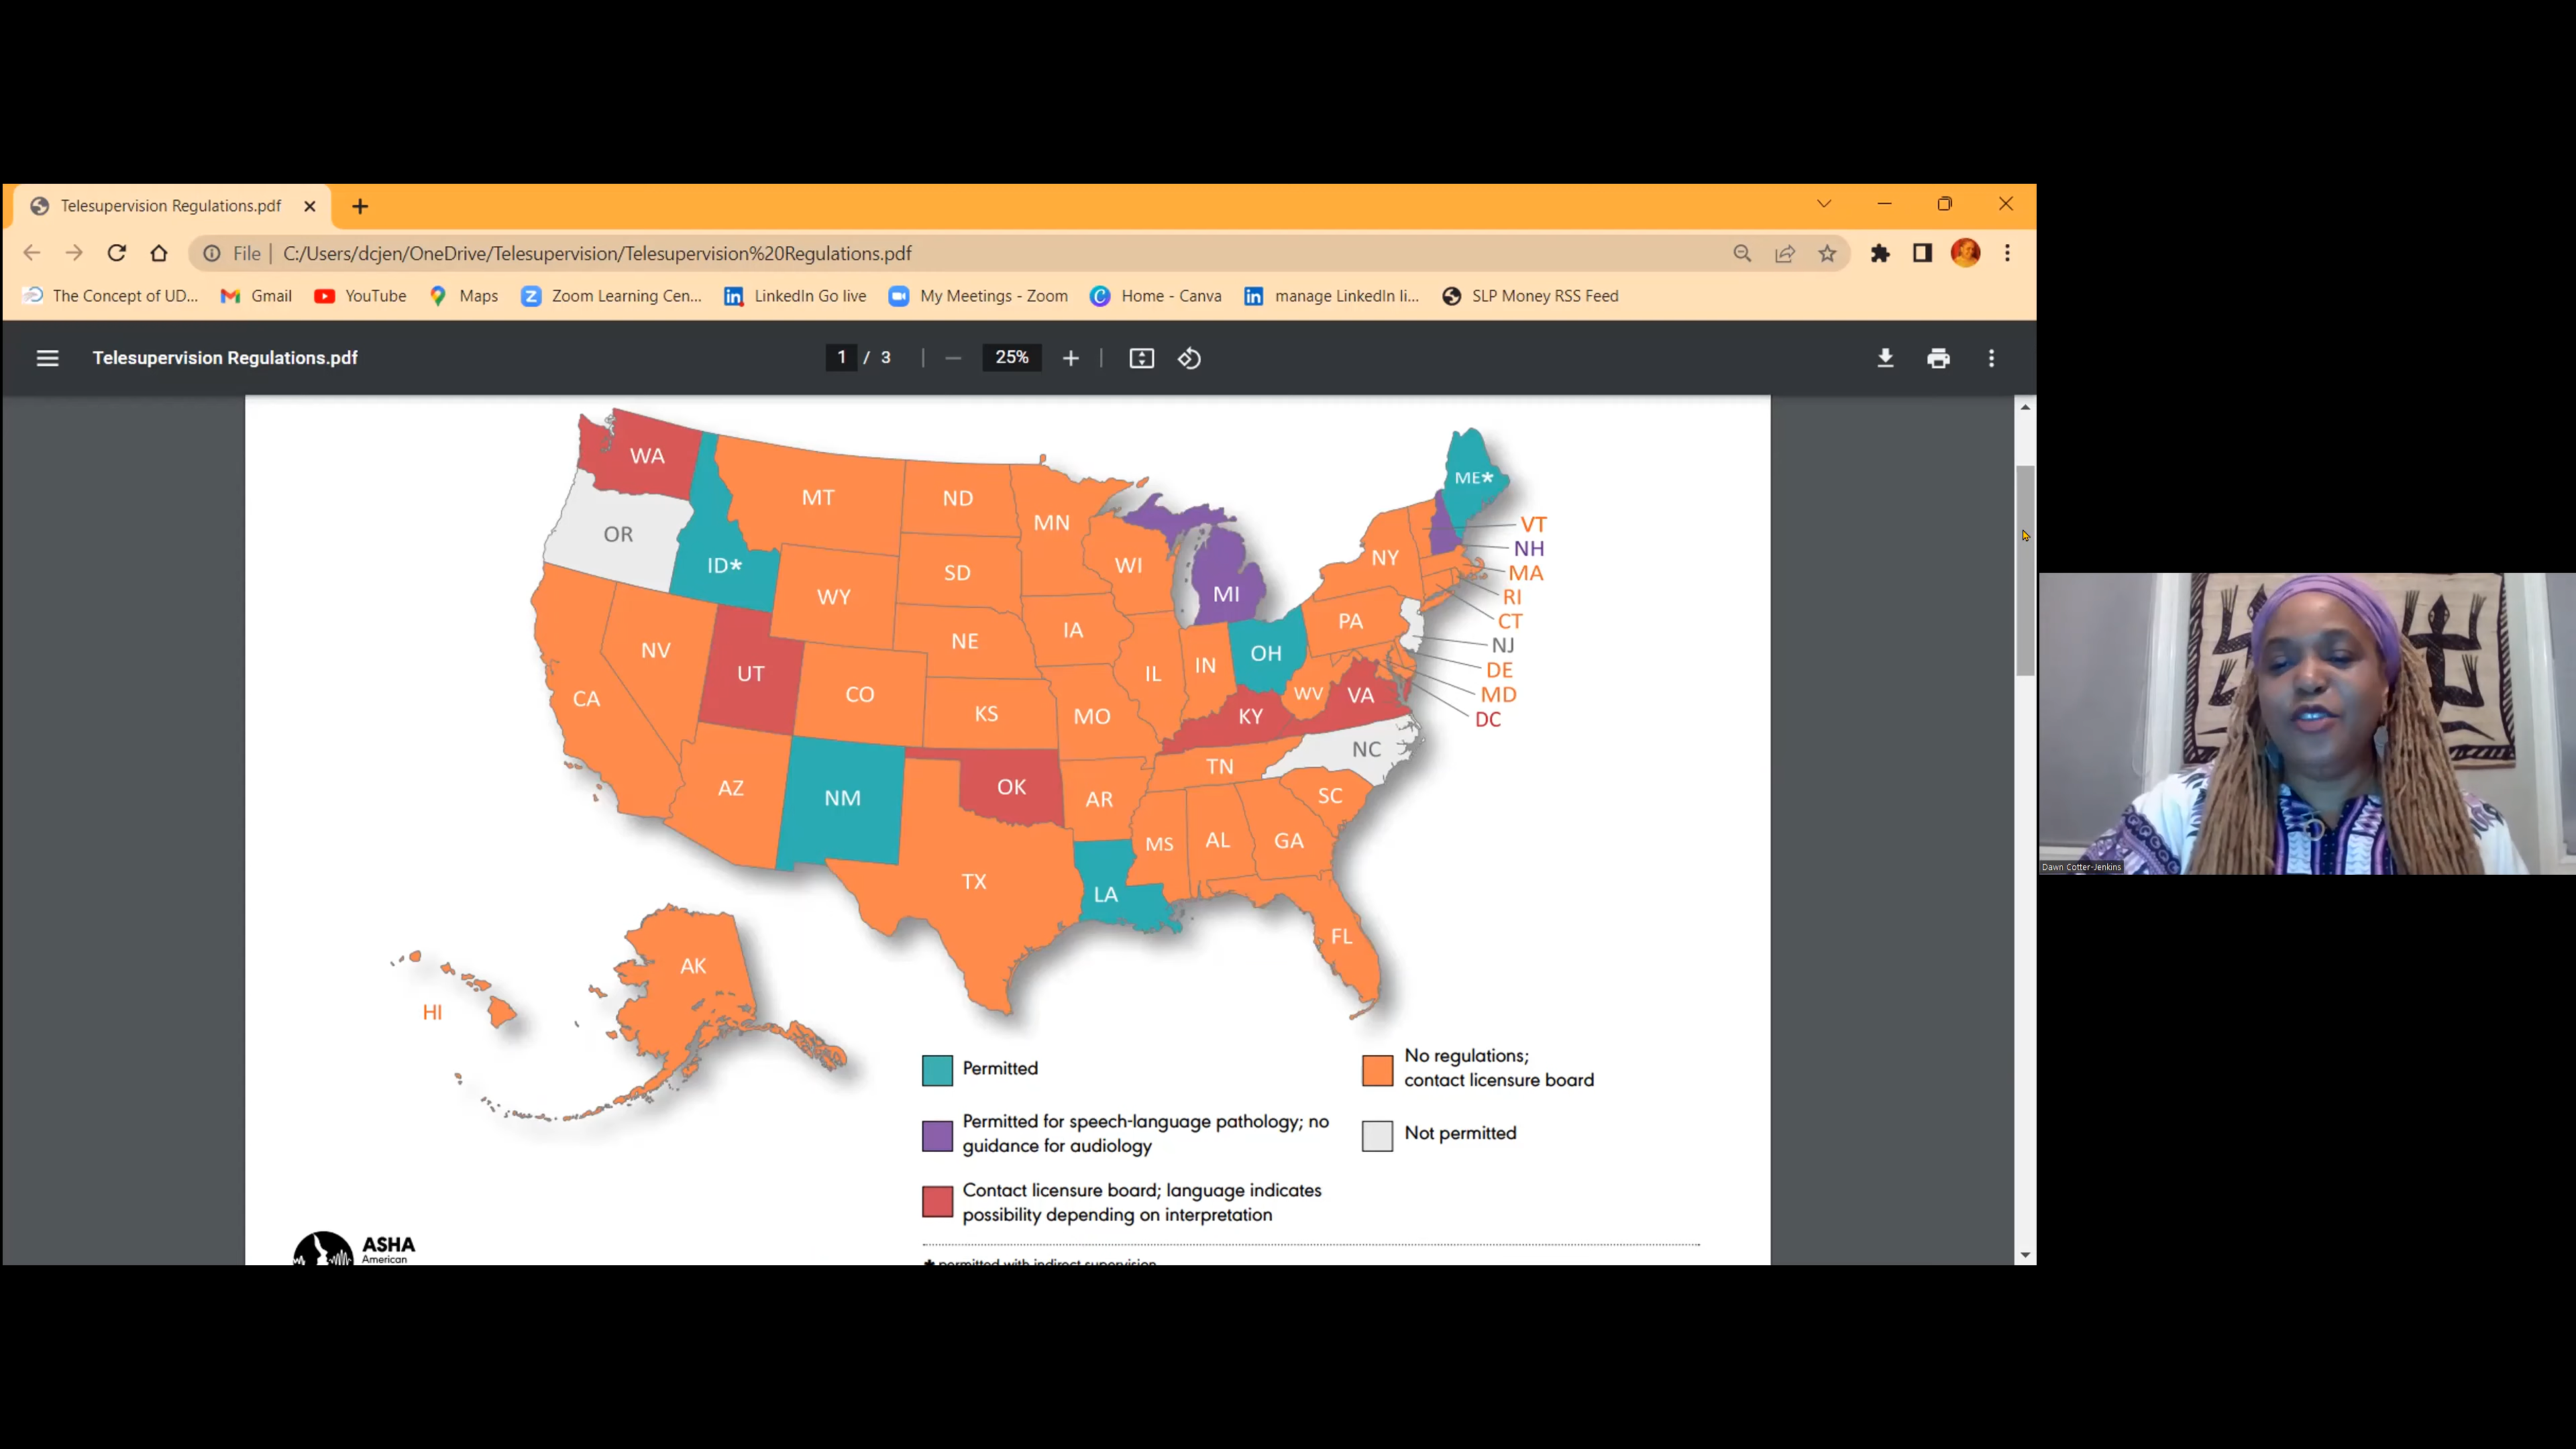 Telesupervision Regulations.pdf
File | C:/Users/dcjen/OneDrive/Telesupervision/Telesupervision%20Regulations.pdf
The Concept of UD... Gmail YouTube Maps Zoom Learning Cen... LinkedIn Go live My Meetings - Zoom Home - Canva manage LinkedIn li... SLP Money RSS Feed
Telesupervision Regulations.pdf 1 / 3 25%
WA
MT
ND
MN
OR
ID*
WY
SD
WI
MI
NY
ME*
VT
NH
MA
RI
CT
NJ
DE
MD
DC
NV
UT
CO
NE
IA
IL
IN
OH
PA
WV
VA
CA
KS
MO
KY
NC
AZ
NM
OK
AR
TN
SC
TX
LA
MS
AL
GA
FL
AK
HI
Permitted
Permitted for speech-language pathology; no
guidance for audiology
Contact licensure board; language indicates
possibility depending on interpretation
No regulations;
contact licensure board
Not permitted
* permitted with indirect supervision
ASHA
American
Dawn Cotter-Jenkins